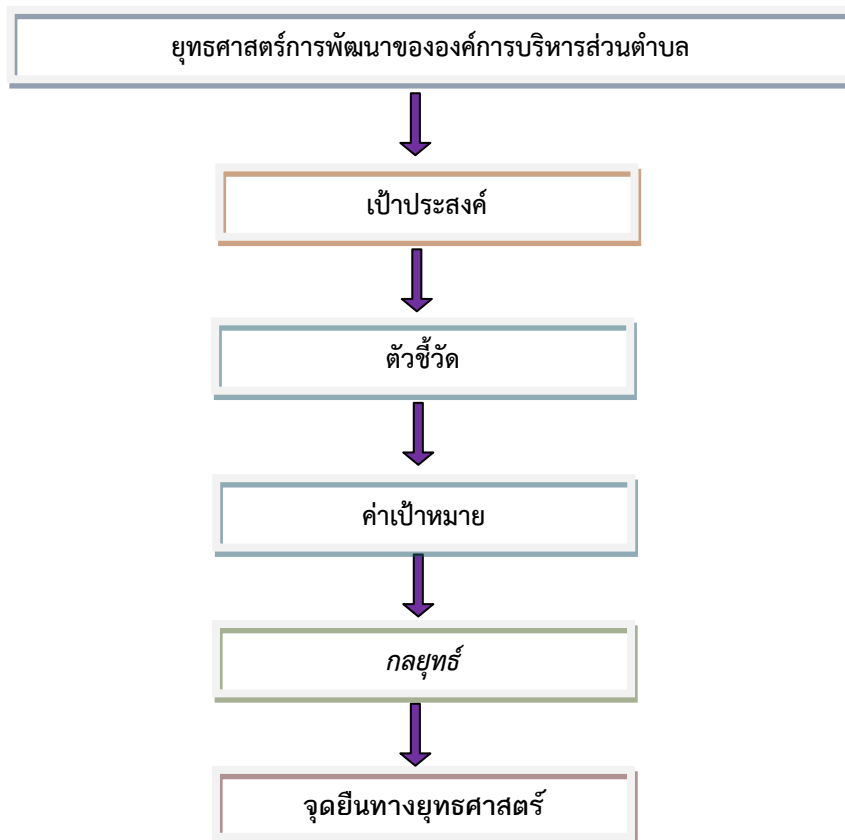 ยุทธศาสตร์การพัฒนาขององค์การบริหารส่วนตำบล
เป้าประสงค์
ตัวชี้วัด
ค่าเป้าหมาย
กลยุทธ์
จุดยืนทางยุทธศาสตร์